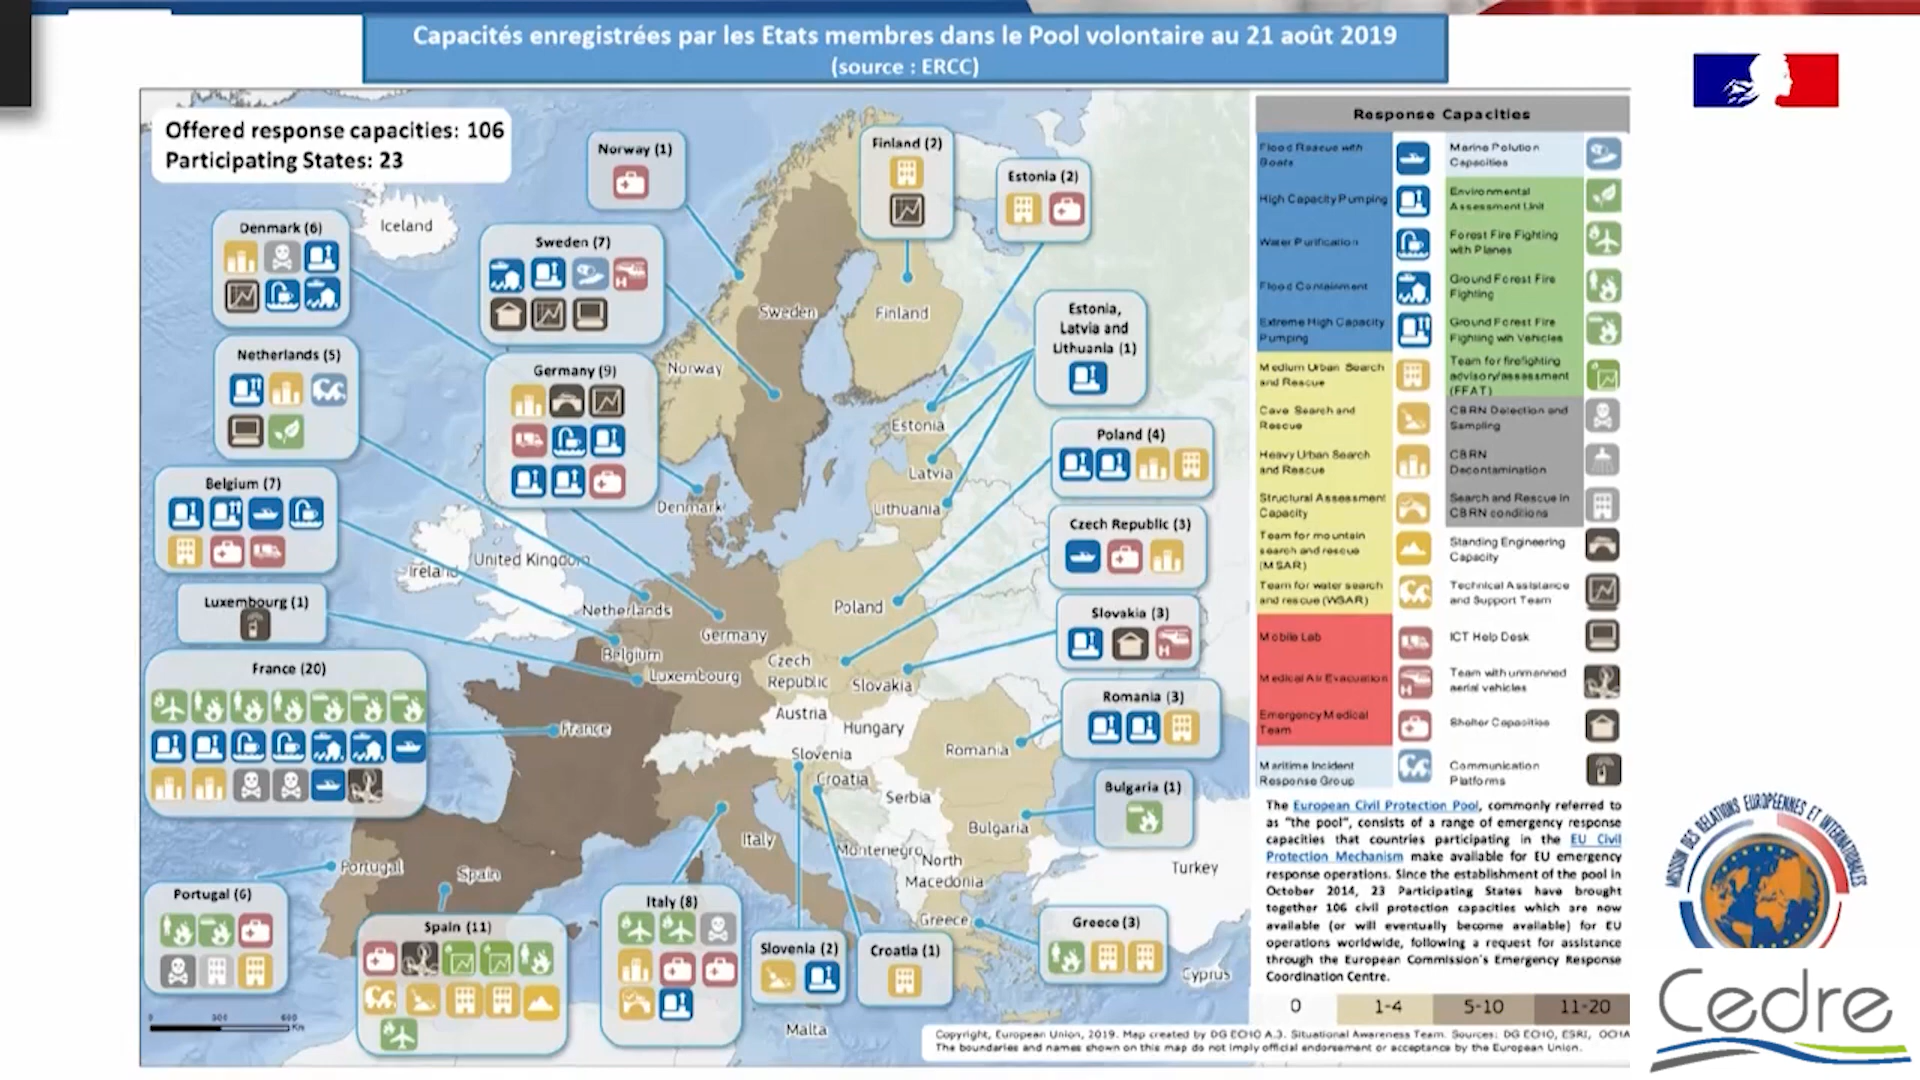 Capacités enregistrées par les Etats membres dans le Pool volontaire au 21 août 2019
(source : ERCC)
Offered response capacities: 106
Participating States: 23
Norway (1)
Finland (2)
Estonia (2)
Iceland
Denmark (6)
Sweden (7)
Sweden
Finland
Estonia,
Latvia and
Lithuania (1)
Netherlands (5)
Germany (9)
Norway
Estonia
Poland (4)
Latvia
Belgium (7)
Denmark
Lithuania
Czech Republic (3)
United Kingdom
Ireland
Luxembourg (1)
Netherlands
Poland
Slovakia (3)
Germany
Belgium
Czech
Republic
Luxembourg
Slovakia
France (20)
Romania (3)
Austria
Hungary
France
Slovenia
Romania
Croatia
Bulgaria (1)
Serbia
Bulgaria
Italy
Montenegro
North
Macedonia
Turkey
Portugal
Spain
Portugal (6)
Italy (8)
Greece
Greece (3)
Spain (11)
Slovenia (2)
Croatia (1)
Cyprus
Malta
0 300 600
Km
Response Capacities
Flood Rescue with
Boats
High Capacity Pumping
Water Purification
Flood Containment
Extreme High Capacity
Pumping
Medium Urban Search
and Rescue
Cave Search and
Rescue
Heavy Urban Search
and Rescue
Structural Assessment
Capacity
Team for mountain
search and rescue
(MSAR)
Team for water search
and rescue (WSAR)
Mobile Lab
Medical Air Evacuation
Emergency Medical
Team
Maritime Incident
Response Group
Marine Polution
Capacities
Environmental
Assessment Unit
Forest Fire Fighting
with Planes
Ground Forest Fire
Fighting
Ground Forest Fire
Fighting with Vehicles
Team for firefighting
advisory/assessment
(FFAT)
CBRN Detection and
Sampling
CBRN
Decontamination
Search and Rescue in
CBRN conditions
Standing Engineering
Capacity
Technical Assistance
and Support Team
ICT Help Desk
Team with unmanned
aerial vehicles
Shelter Capacities
Communication
Platforms
The European Civil Protection Pool, commonly referred to
as "the pool", consists of a range of emergency response
capacities that countries participating in the EU Civil
Protection Mechanism make available for EU emergency
response operations. Since the establishment of the pool in
October 2014, 23 Participating States have brought
together 106 civil protection capacities which are now
available (or will eventually become available) for EU
operations worldwide, following a request for assistance
through the European Commission's Emergency Response
Coordination Centre.
0 1-4 5-10 11-20
Copyright, European Union, 2019. Map created by DG ECHO A.3. Situational Awareness Team. Sources: DG ECHO, ESRI,
The boundaries and names shown on this map do not imply official endorsement or acceptance by the European Union.
MISSION DES RELATIONS EUROPÉENNES ET INTERNATIONALES
Cedre